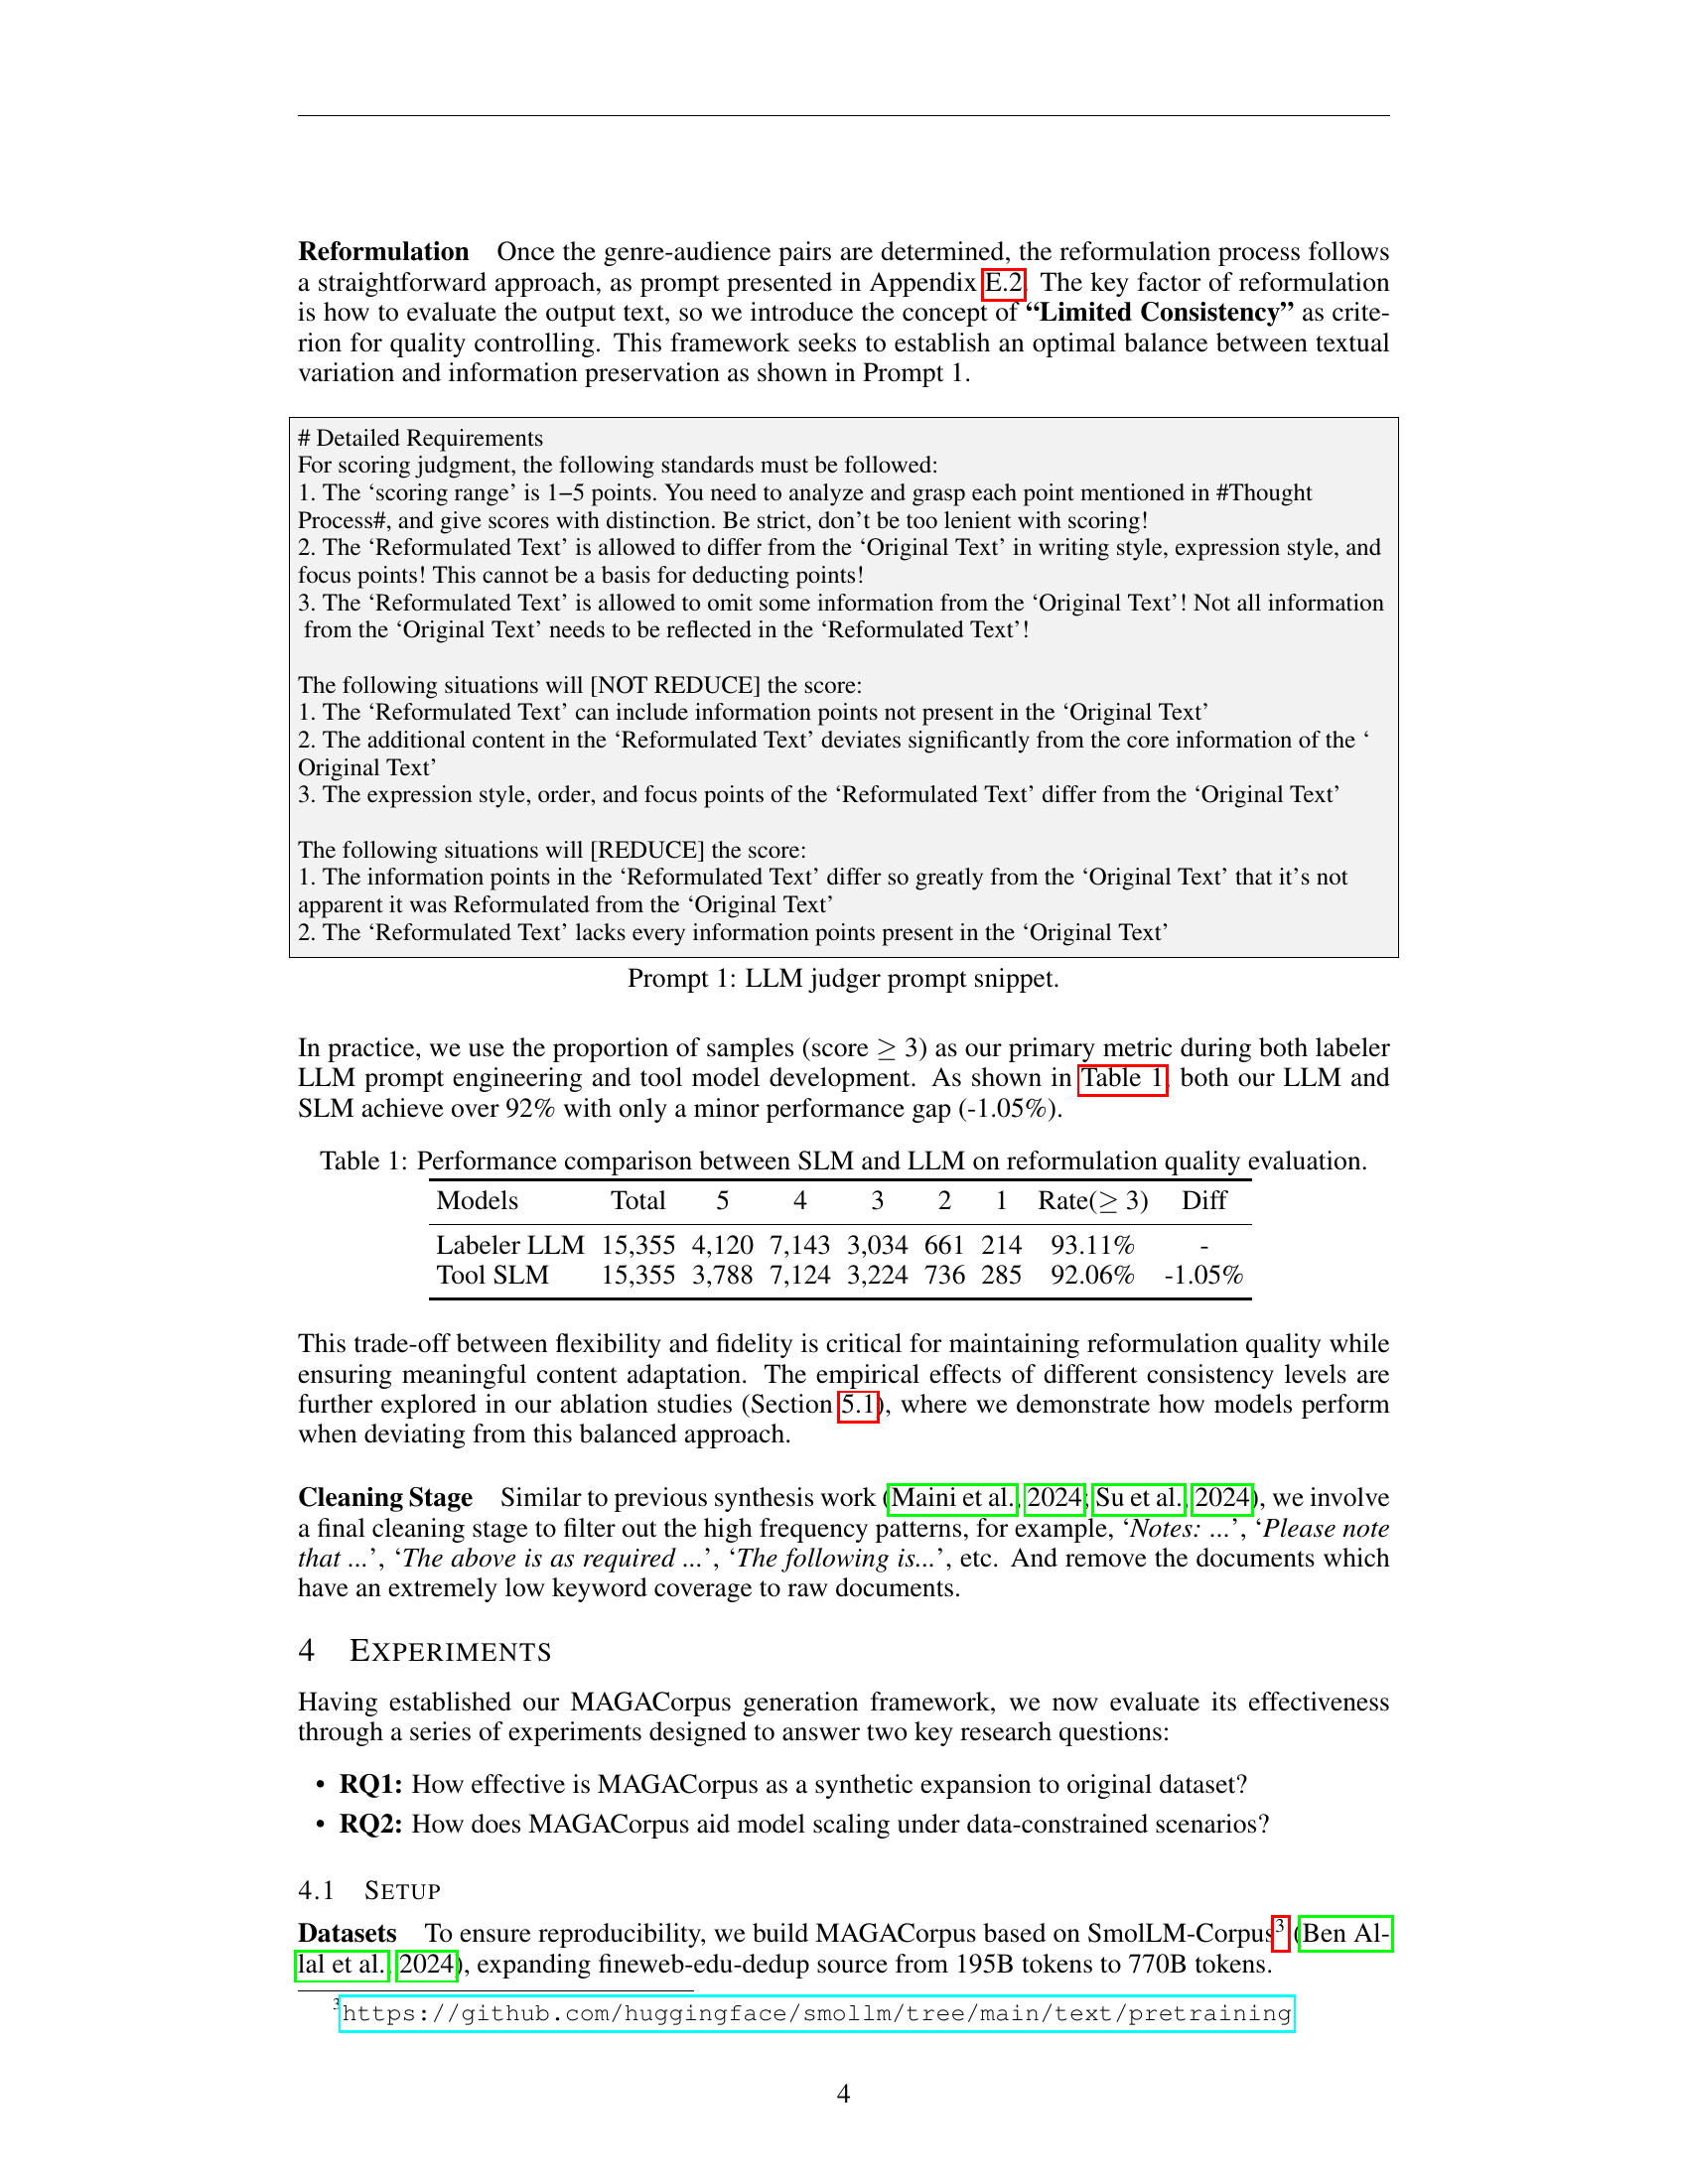 Reformulation Once the genre-audience pairs are determined, the reformulation process follows
a straightforward approach, as prompt presented in Appendix E.2. The key factor of reformulation
is how to evaluate the output text, so we introduce the concept of “Limited Consistency” as crite-
rion for quality controlling. This framework seeks to establish an optimal balance between textual
variation and information preservation as shown in Prompt 1.
# Detailed Requirements
For scoring judgment, the following standards must be followed:
1. The ‘scoring range’ is 1−5 points. You need to analyze and grasp each point mentioned in #Thought
Process#, and give scores with distinction. Be strict, don’t be too lenient with scoring!
2. The ‘Reformulated Text’ is allowed to differ from the ‘Original Text’ in writing style, expression style, and
focus points! This cannot be a basis for deducting points!
3. The ‘Reformulated Text’ is allowed to omit some information from the ‘Original Text’! Not all information
from the ‘Original Text’ needs to be reflected in the ‘Reformulated Text’!
The following situations will [NOT REDUCE] the score:
1. The ‘Reformulated Text’ can include information points not present in the ‘Original Text’
2. The additional content in the ‘Reformulated Text’ deviates significantly from the core information of the ‘
Original Text’
3. The expression style, order, and focus points of the ‘Reformulated Text’ differ from the ‘Original Text’
The following situations will [REDUCE] the score:
1. The information points in the ‘Reformulated Text’ differ so greatly from the ‘Original Text’ that it’s not
apparent it was Reformulated from the ‘Original Text’
2. The ‘Reformulated Text’ lacks every information points present in the ‘Original Text’
Prompt 1: LLM judger prompt snippet.
In practice, we use the proportion of samples (score ≥ 3) as our primary metric during both labeler
LLM prompt engineering and tool model development. As shown in Table 1, both our LLM and
SLM achieve over 92% with only a minor performance gap (-1.05%).
Table 1: Performance comparison between SLM and LLM on reformulation quality evaluation.
Models Total 5 4 3 2 1 Rate(≥ 3) Diff
Labeler LLM 15,355 4,120 7,143 3,034 661 214 93.11% -
Tool SLM 15,355 3,788 7,124 3,224 736 285 92.06% -1.05%
This trade-off between flexibility and fidelity is critical for maintaining reformulation quality while
ensuring meaningful content adaptation. The empirical effects of different consistency levels are
further explored in our ablation studies (Section 5.1), where we demonstrate how models perform
when deviating from this balanced approach.
Cleaning Stage Similar to previous synthesis work (Maini et al., 2024; Su et al., 2024), we involve
a final cleaning stage to filter out the high frequency patterns, for example, ‘Notes: ...’, ‘Please note
that ...’, ‘The above is as required ...’, ‘The following is...’, etc. And remove the documents which
have an extremely low keyword coverage to raw documents.
4 EXPERIMENTS
Having established our MAGACorpus generation framework, we now evaluate its effectiveness
through a series of experiments designed to answer two key research questions:
• RQ1: How effective is MAGACorpus as a synthetic expansion to original dataset?
• RQ2: How does MAGACorpus aid model scaling under data-constrained scenarios?
4.1 SETUP
Datasets To ensure reproducibility, we build MAGACorpus based on SmolLM-Corpus3 (Ben Al-
lal et al., 2024), expanding fineweb-edu-dedup source from 195B tokens to 770B tokens.
3https://github.com/huggingface/smollm/tree/main/text/pretraining
4